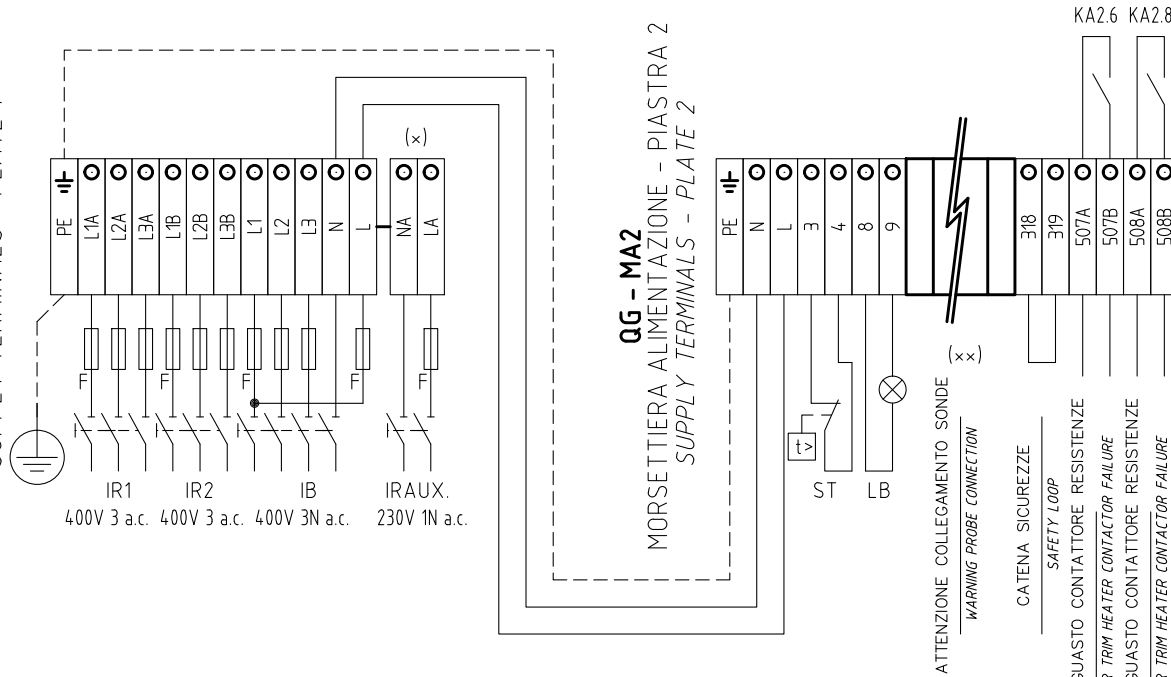 KA2.6 KA2.8
(x)
PE L1A L2A L3A L1B L2B L3B L1 L2 L3 N L NA LA
F F F F F
IR1 IR2 IB IRAUX.
400V 3 a.c. 400V 3 a.c. 400V 3N a.c. 230V 1N a.c.
QG - MA2
MORSETTIERA ALIMENTAZIONE - PIASTRA 2
SUPPLY TERMINALS - PLATE 2
PE N L 3 4 8 9 318 319 507A 507B 508A 508B
(xx)
t>
ST LB
ATTENZIONE COLLEGAMENTO SONDE
WARNING PROBE CONNECTION
CATENA SICUREZZE
SAFETY LOOP
GUASTO CONTATTORE RESISTENZE
TRIM HEATER CONTACTOR FAILURE
GUASTO CONTATTORE RESISTENZE
TRIM HEATER CONTACTOR FAILURE